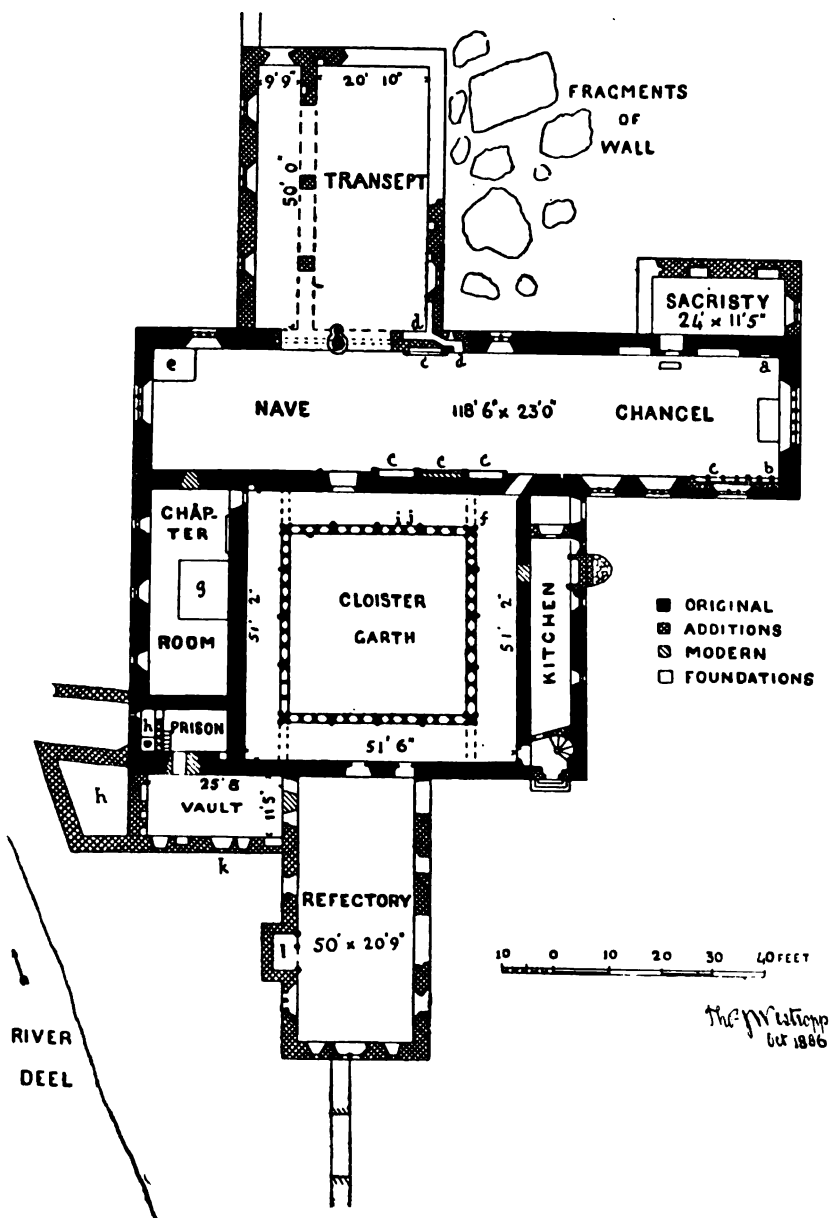 9' 9"
20' 10"
FRAGMENTS
OF
WALL
50' 0"
TRANSEPT
SACRISTY
24' x 11'5"
d
c
d
a
e
NAVE
118' 6" x 23' 0"
CHANCEL
c
c
c
c
b
CHAP-
TER
g
ROOM
i j
f
CLOISTER
GARTH
51' 2"
51' 2"
51' 6"
KITCHEN
ORIGINAL
ADDITIONS
MODERN
FOUNDATIONS
h
PRISON
h
25' 8
VAULT
11' 5"
k
REFECTORY
50' x 20' 9"
l
10 0 10 20 30 40 FEET
Tho J Westropp
Oct 1886
RIVER
DEEL